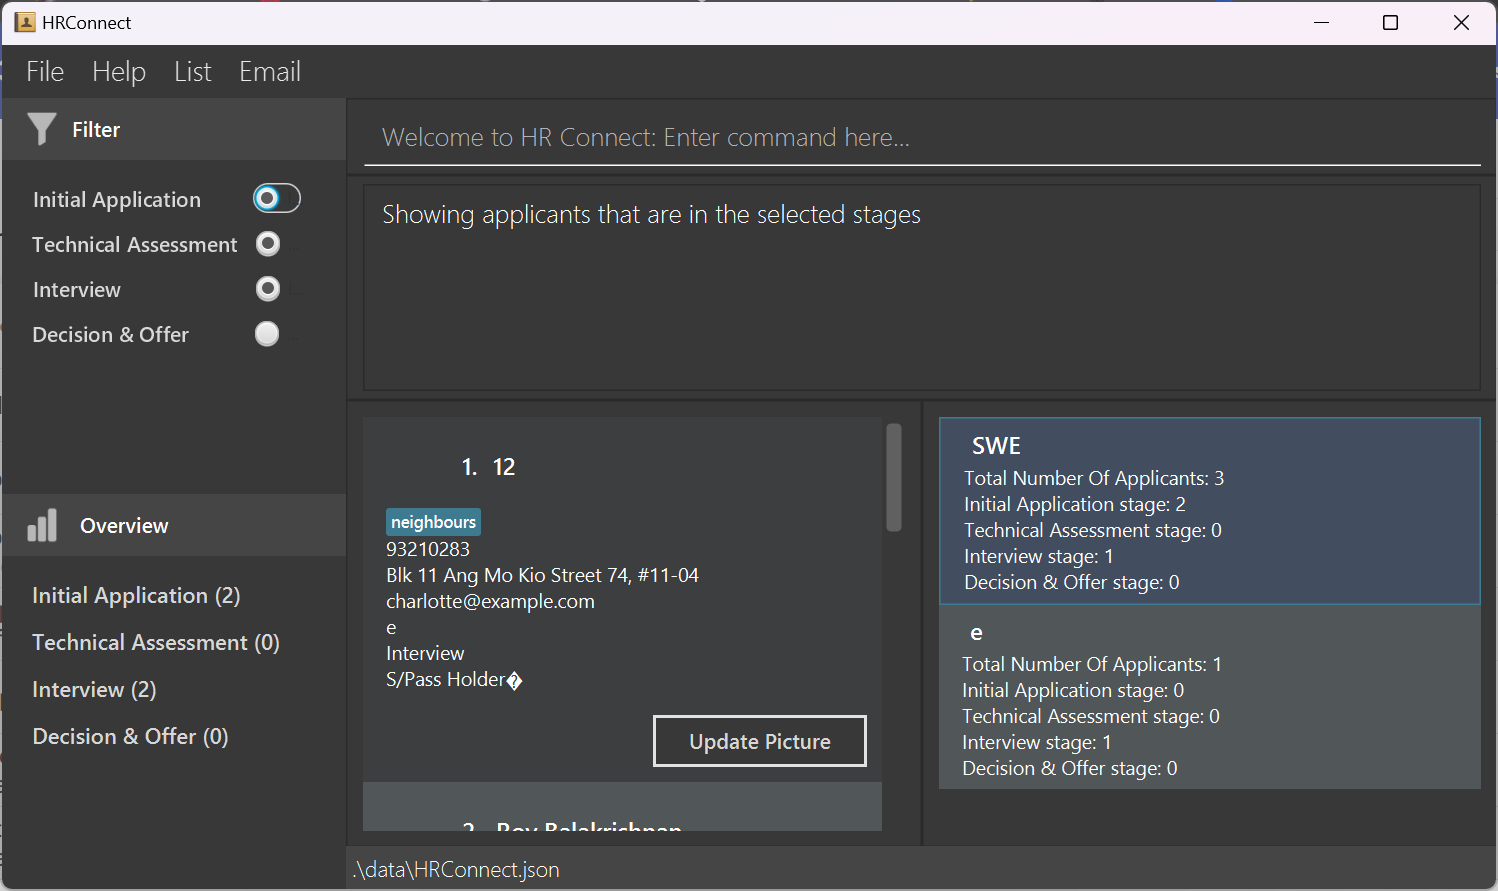 HRConnect
File Help List Email
Filter
Initial Application
Technical Assessment
Interview
Decision & Offer
Overview
Initial Application (2)
Technical Assessment (0)
Interview (2)
Decision & Offer (0)
Welcome to HR Connect: Enter command here...
Showing applicants that are in the selected stages
1. 12
neighbours
93210283
Blk 11 Ang Mo Kio Street 74, #11-04
charlotte@example.com
e
Interview
S/Pass Holder�
Update Picture
2. Roy Balakrishnan
SWE
Total Number Of Applicants: 3
Initial Application stage: 2
Technical Assessment stage: 0
Interview stage: 1
Decision & Offer stage: 0
e
Total Number Of Applicants: 1
Initial Application stage: 0
Technical Assessment stage: 0
Interview stage: 1
Decision & Offer stage: 0
.\data\HRConnect.json